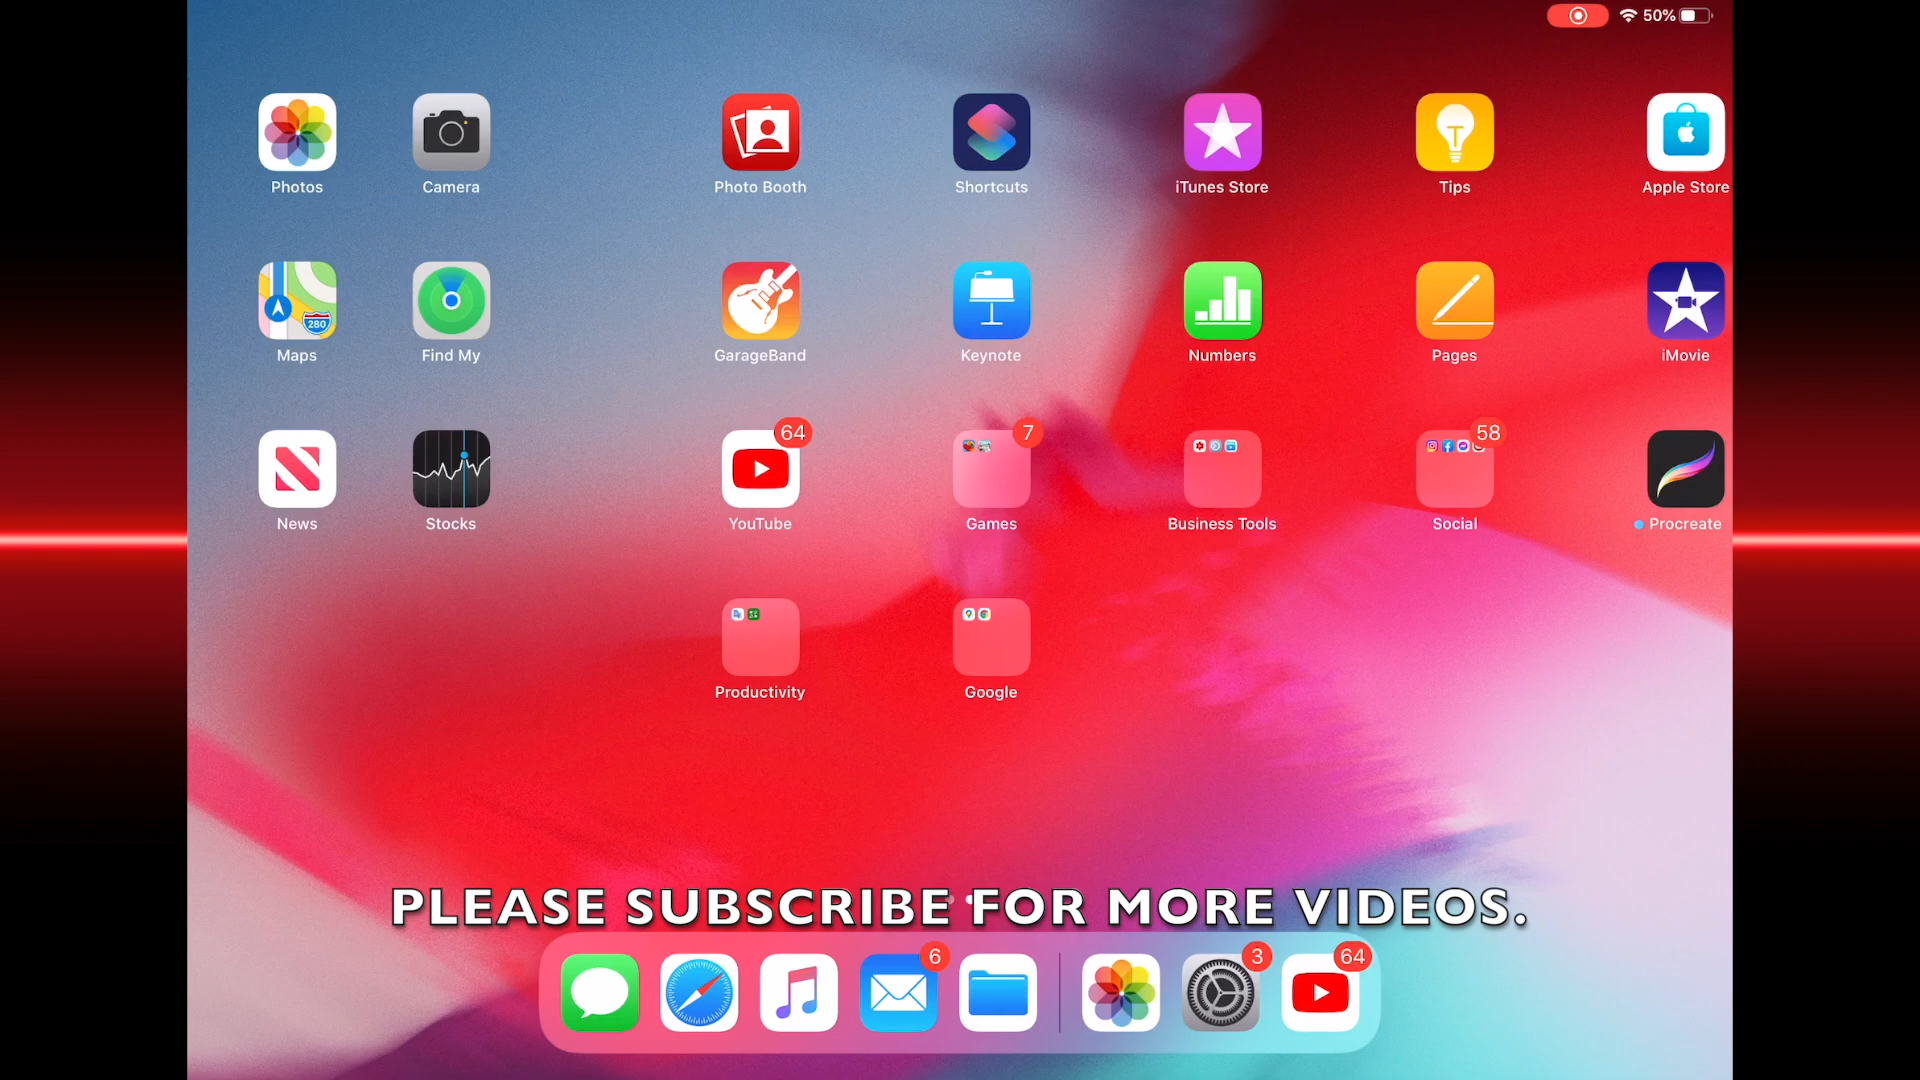 50%
Photos Camera Photo Booth Shortcuts iTunes Store Tips Apple Store
280
Maps Find My GarageBand Keynote Numbers Pages iMovie
64 7 58
News Stocks YouTube Games Business Tools Social Procreate
Productivity Google
PLEASE SUBSCRIBE FOR MORE VIDEOS.
6 3 64